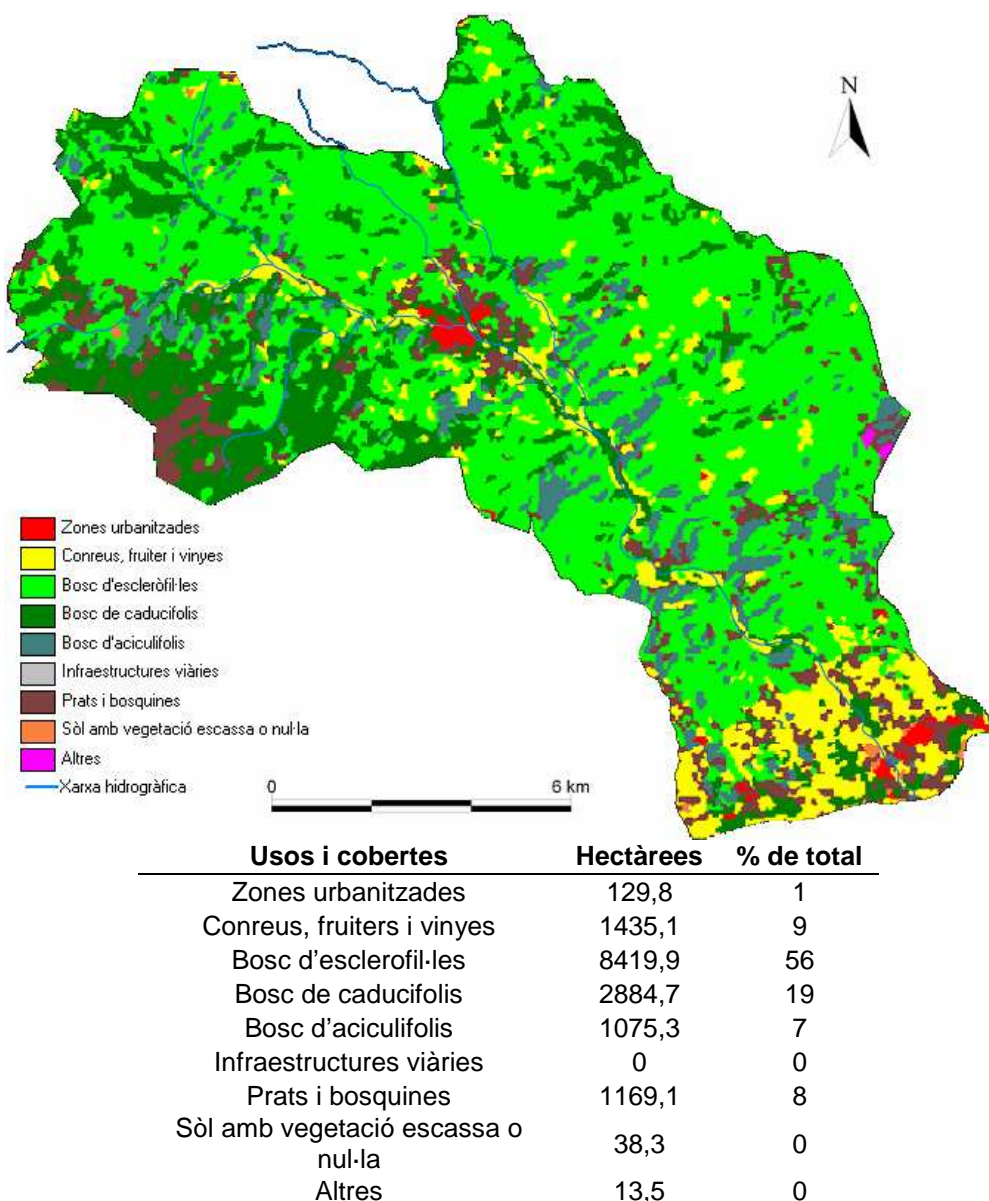 N
Zones urbanitzades
Conreus, fruiter i vinyes
Bosc d'escleròfil·les
Bosc de caducifolis
Bosc d'aciculifolis
Infraestructures viàries
Prats i bosquines
Sòl amb vegetació escassa o nul·la
Altres
Xarxa hidrogràfica
0 6 km
Usos i cobertes Hectàrees % de total
Zones urbanitzades 129,8 1
Conreus, fruiters i vinyes 1435,1 9
Bosc d’esclerofil·les 8419,9 56
Bosc de caducifolis 2884,7 19
Bosc d’aciculifolis 1075,3 7
Infraestructures viàries 0 0
Prats i bosquines 1169,1 8
Sòl amb vegetació escassa o
nul·la 38,3 0
Altres 13,5 0